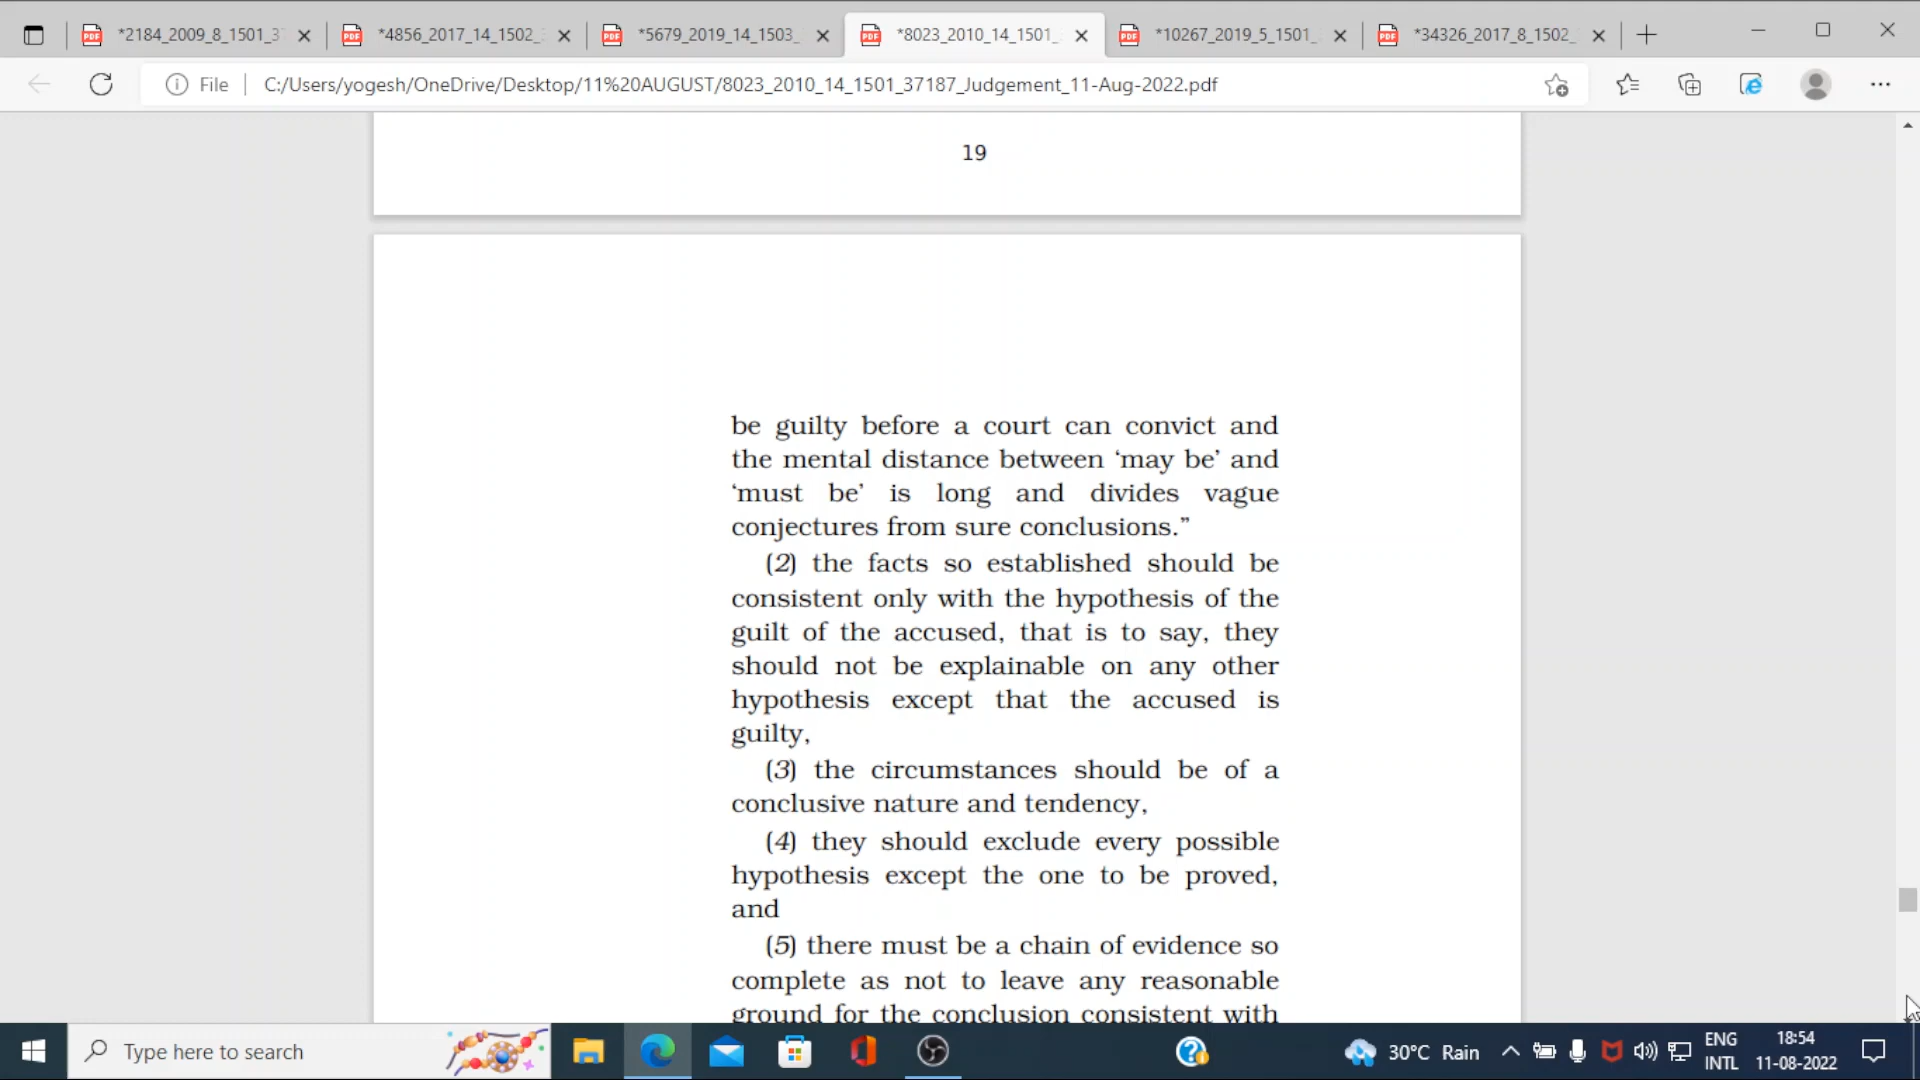 *2184_2009_8_1501_37
*4856_2017_14_1502_
*5679_2019_14_1503_
*8023_2010_14_1501_
*10267_2019_5_1501_
*34326_2017_8_1502_
File
C:/Users/yogesh/OneDrive/Desktop/11%20AUGUST/8023_2010_14_1501_37187_Judgement_11-Aug-2022.pdf
19
be guilty before a court can convict and
the mental distance between ‘may be’ and
‘must be’ is long and divides vague
conjectures from sure conclusions.”
(2) the facts so established should be
consistent only with the hypothesis of the
guilt of the accused, that is to say, they
should not be explainable on any other
hypothesis except that the accused is
guilty,
(3) the circumstances should be of a
conclusive nature and tendency,
(4) they should exclude every possible
hypothesis except the one to be proved,
and
(5) there must be a chain of evidence so
complete as not to leave any reasonable
ground for the conclusion consistent with
Type here to search
30°C Rain
ENG
INTL
18:54
11-08-2022